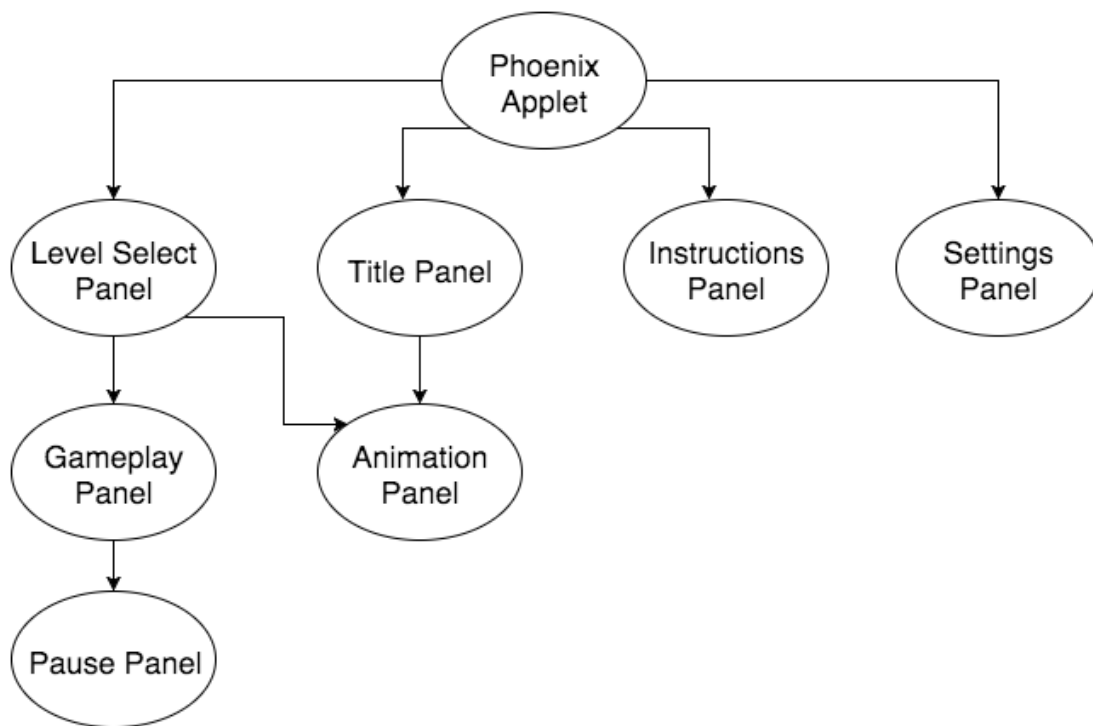 Phoenix
Applet
Level Select
Panel
Title Panel
Instructions
Panel
Settings
Panel
Gameplay
Panel
Animation
Panel
Pause Panel